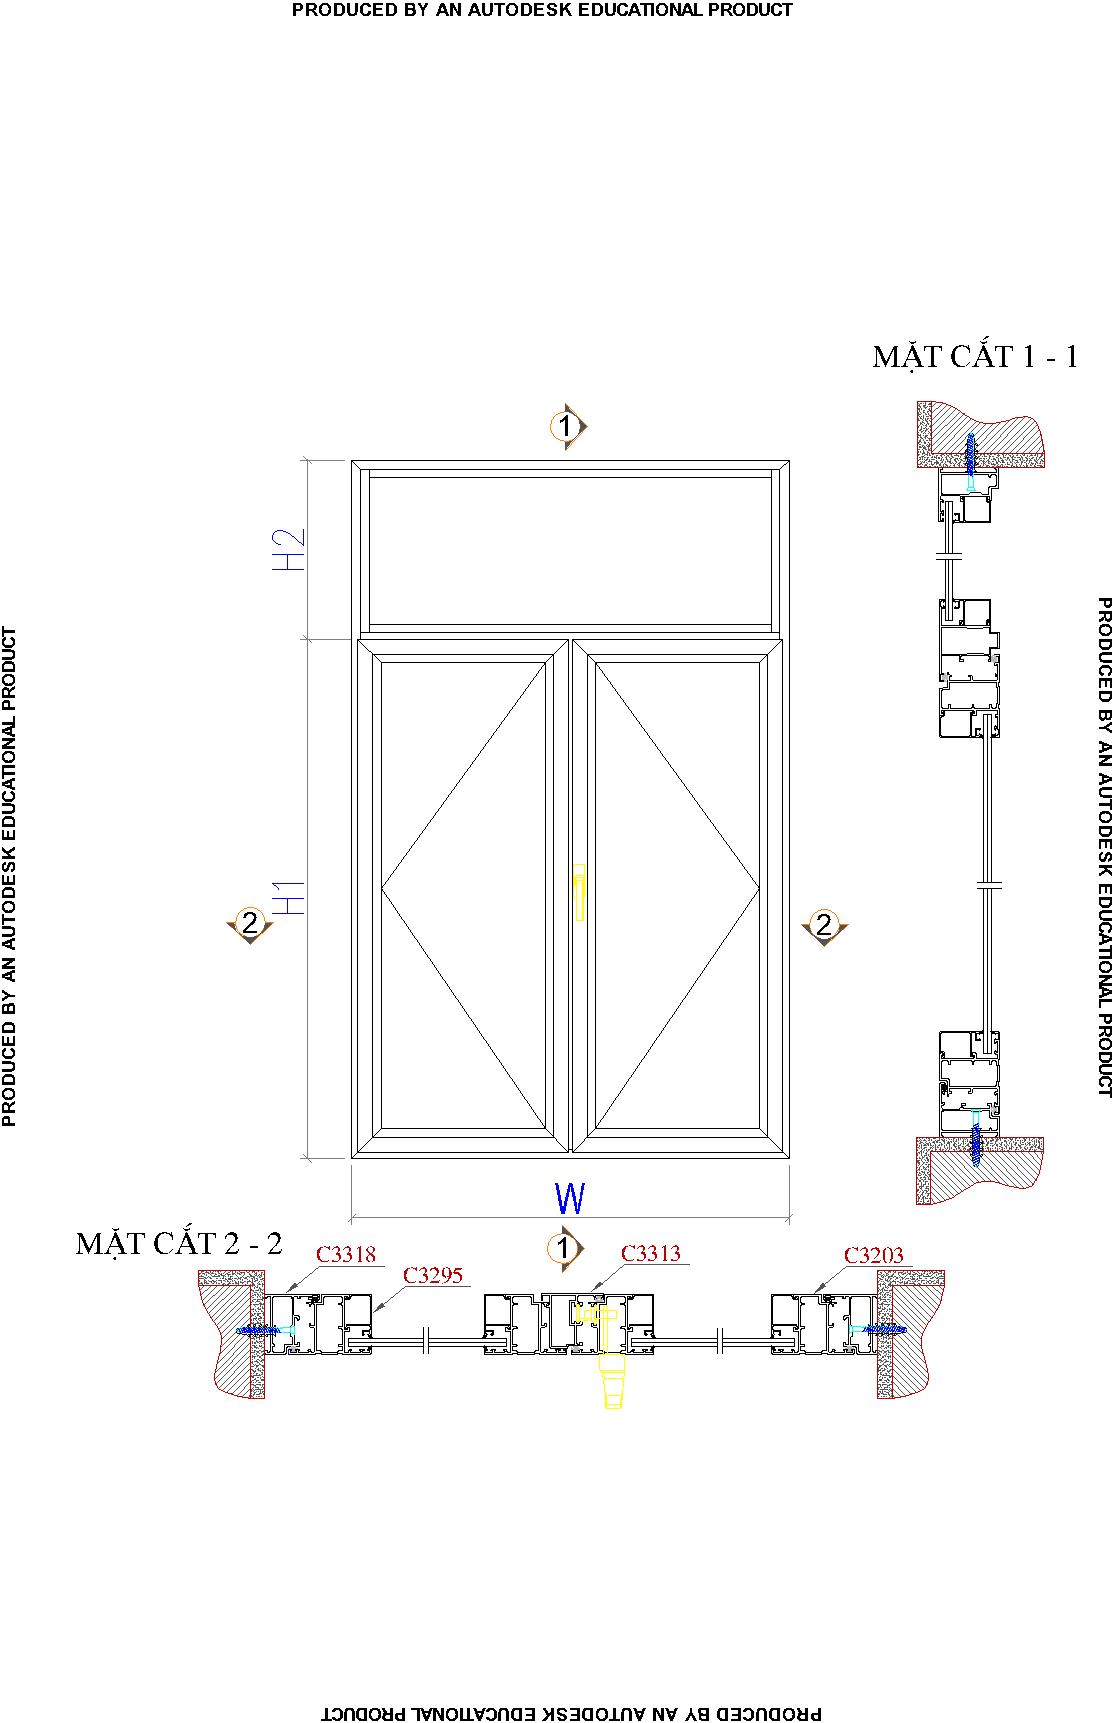 PRODUCED BY AN AUTODESK EDUCATIONAL PRODUCT
MẶT CẮT 1 - 1
1
H2
PRODUCED BY AN AUTODESK EDUCATIONAL PRODUCT
PRODUCED BY AN AUTODESK EDUCATIONAL PRODUCT
H1
2
2
W
MẶT CẮT 2 - 2
1
C3318
C3295
C3313
C3203
PRODUCED BY AN AUTODESK EDUCATIONAL PRODUCT